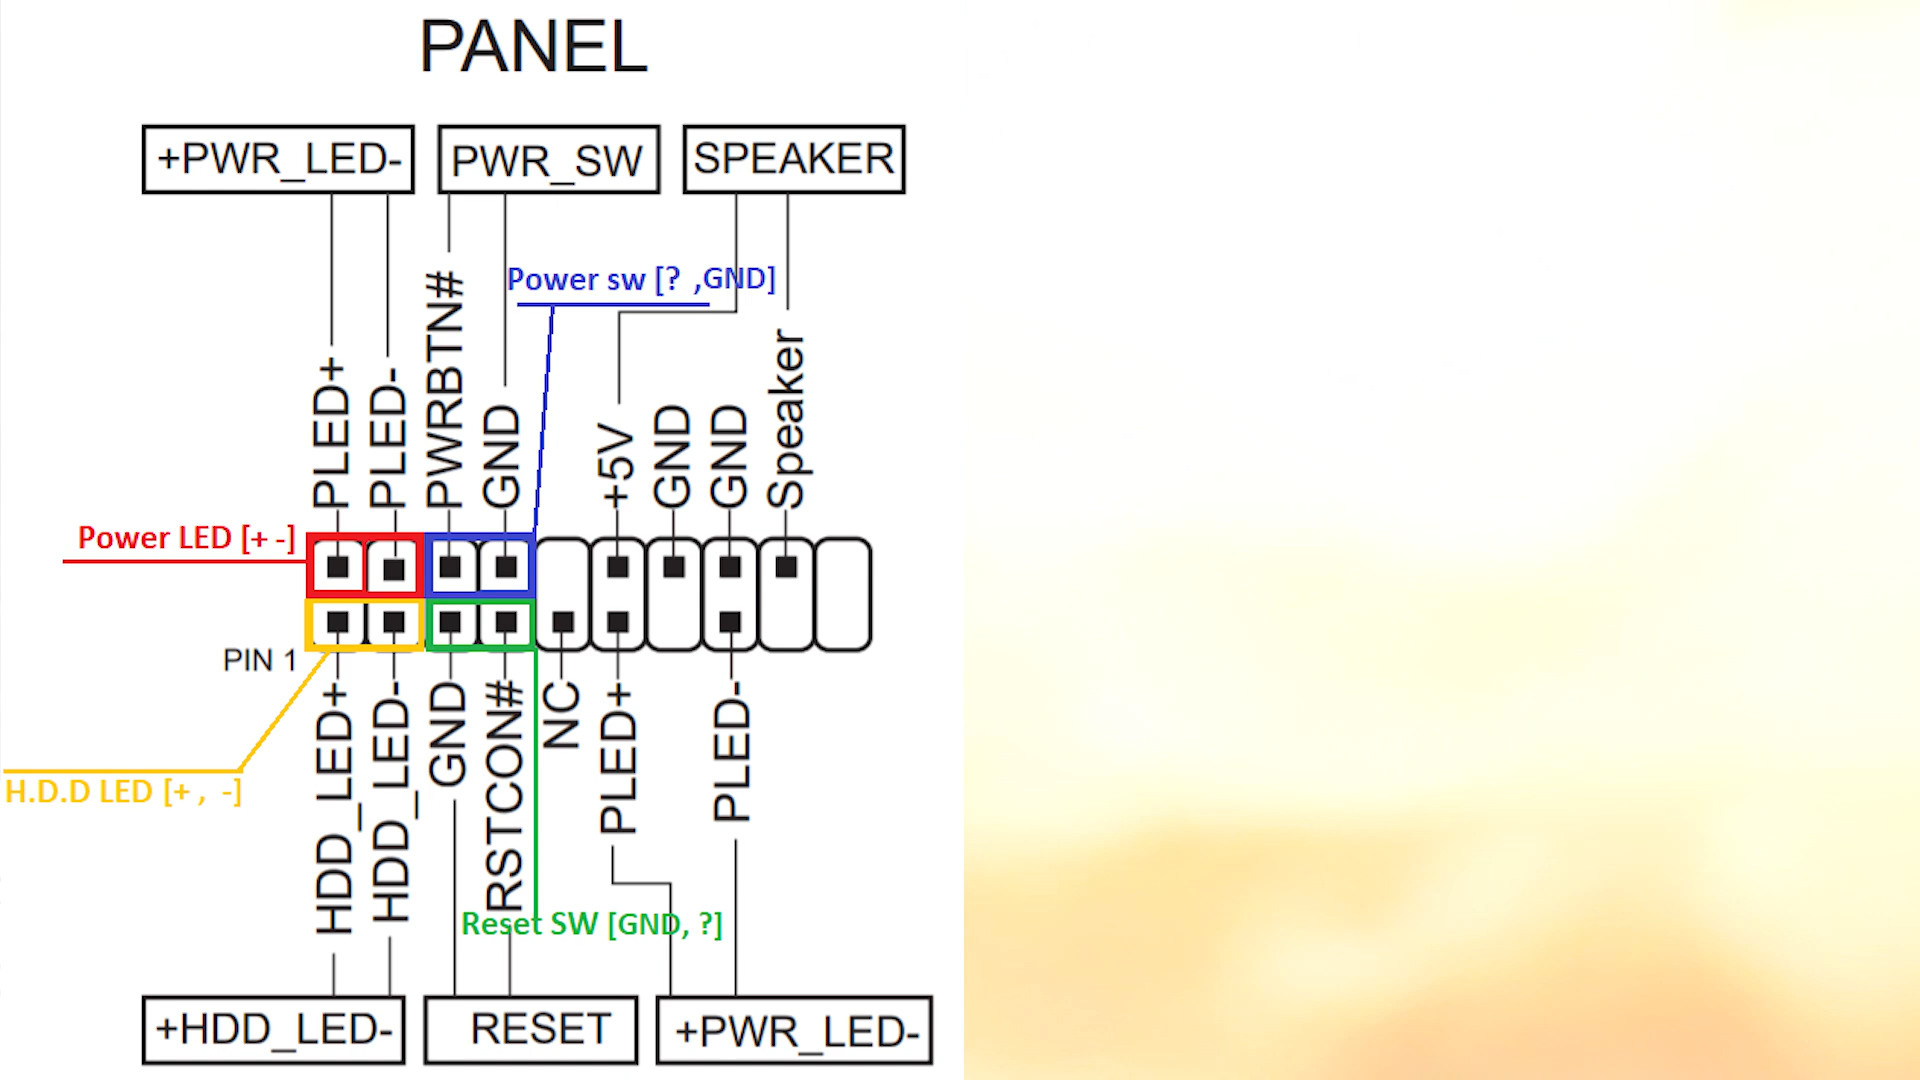 PANEL
+PWR_LED-
PWR_SW
SPEAKER
Power sw [? ,GND]
PLED+
PLED-
PWRBTN#
GND
+5V
GND
GND
Speaker
Power LED [+ -]
PIN 1
HDD_LED+
HDD_LED-
GND
RSTCON#
NC
PLED+
PLED-
H.D.D LED [+ , -]
Reset SW [GND, ?]
+HDD_LED-
RESET
+PWR_LED-